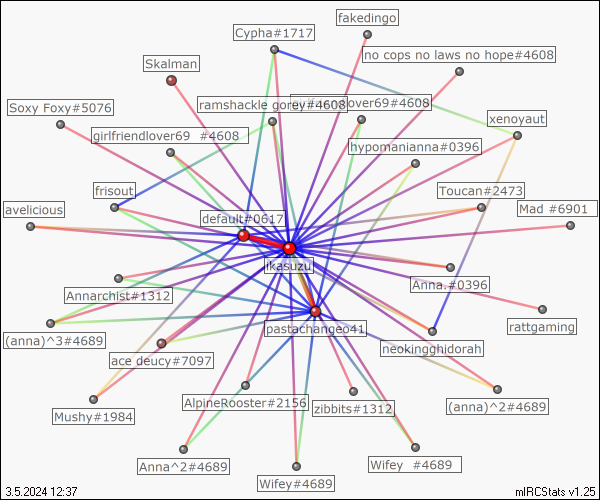 fakedingo
Cypha#1717
no cops no laws no hope#4608
Skalman
Soxy Foxy#5076
ramshackle gorey#4608
lover69#4608
xenoyaut
girlfriendlover69 #4608
hypomanianna#0396
frisout
Toucan#2473
avelicious
default#0617
Mad #6901
ikasuzu
Anna.#0396
Annarchist#1312
rattgaming
pastachangeo41
(anna)^3#4689
neokingghidorah
ace deucy#7097
AlpineRooster#2156
zibbits#1312
(anna)^2#4689
Mushy#1984
Anna^2#4689
Wifey #4689
Wifey#4689
3.5.2024 12:37
mIRCStats v1.25